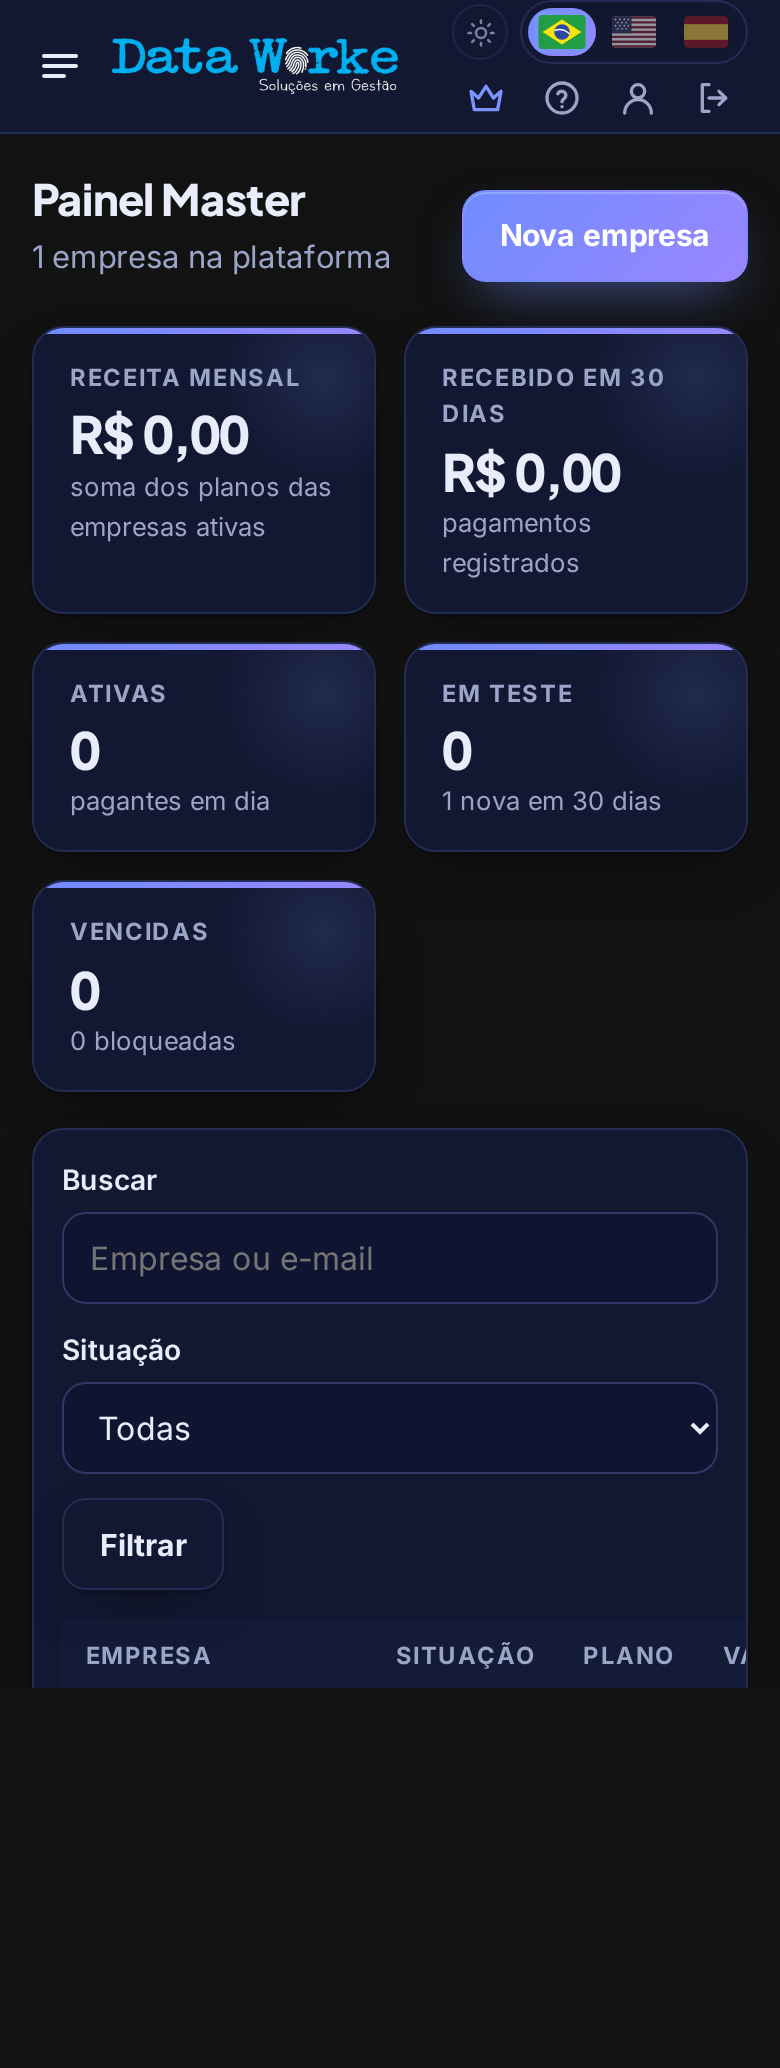 Data Worke
Soluções em Gestão
Painel Master
1 empresa na plataforma
Nova empresa
RECEITA MENSAL
R$ 0,00
soma dos planos das
empresas ativas
RECEBIDO EM 30
DIAS
R$ 0,00
pagamentos
registrados
ATIVAS
0
pagantes em dia
EM TESTE
0
1 nova em 30 dias
VENCIDAS
0
0 bloqueadas
Buscar
Empresa ou e-mail
Situação
Todas
Filtrar
EMPRESA SITUAÇÃO PLANO